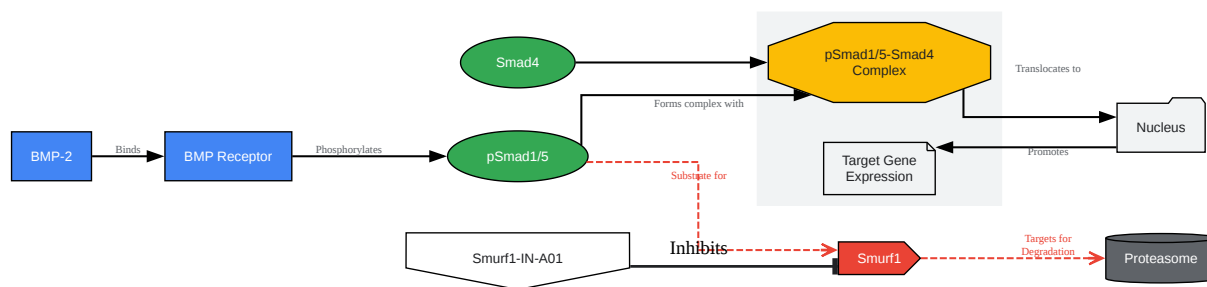 Smad4
pSmad1/5-Smad4
Complex
Translocates to
Forms complex with
Nucleus
BMP-2
Binds
BMP Receptor
Phosphorylates
pSmad1/5
Target Gene
Expression
Promotes
Substrate for
Smurf1-IN-A01
Inhibits
Smurf1
Targets for
Degradation
Proteasome